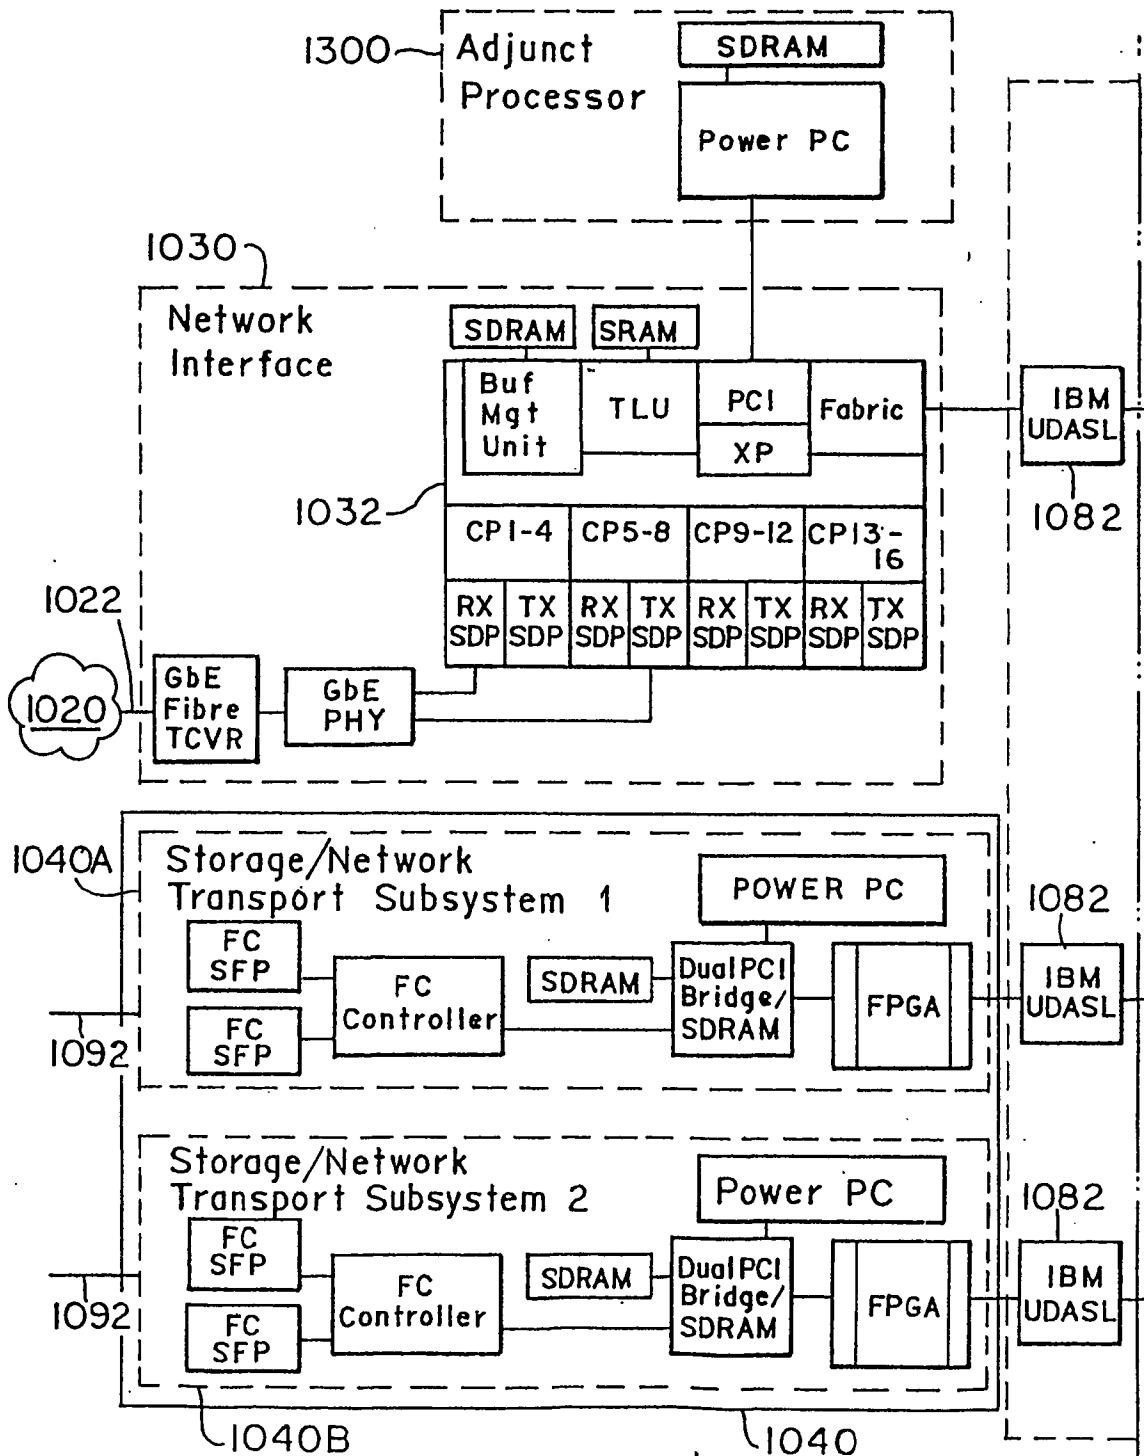 1300
Adjunct
Processor
SDRAM
Power PC
1030
Network
Interface
SDRAM
SRAM
Buf
Mgt
Unit
TLU
PCI
XP
Fabric
IBM
UDASL
1082
1032
CP1-4
CP5-8
CP9-12
CP13-
16
RX
SDP
TX
SDP
RX
SDP
TX
SDP
RX
SDP
TX
SDP
RX
SDP
TX
SDP
1022
1020
GbE
Fibre
TCVR
GbE
PHY
1040A
Storage/Network
Transport Subsystem 1
POWER PC
FC
SFP
FC
SFP
FC
Controller
SDRAM
Dual PCI
Bridge/
SDRAM
FPGA
1082
IBM
UDASL
1092
Storage/Network
Transport Subsystem 2
Power PC
FC
SFP
FC
SFP
FC
Controller
SDRAM
Dual PCI
Bridge/
SDRAM
FPGA
1082
IBM
UDASL
1092
1040B
1040